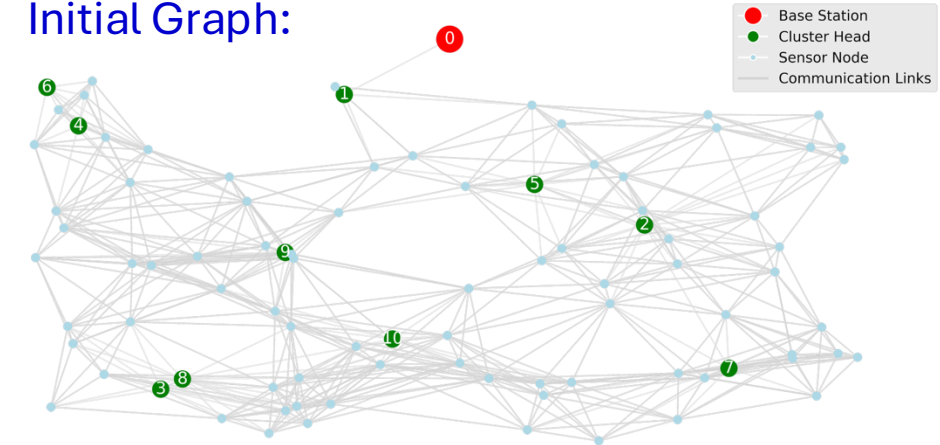 Initial Graph:
0
Base Station
Cluster Head
Sensor Node
Communication Links
6
1
4
5
2
9
10
7
8
3